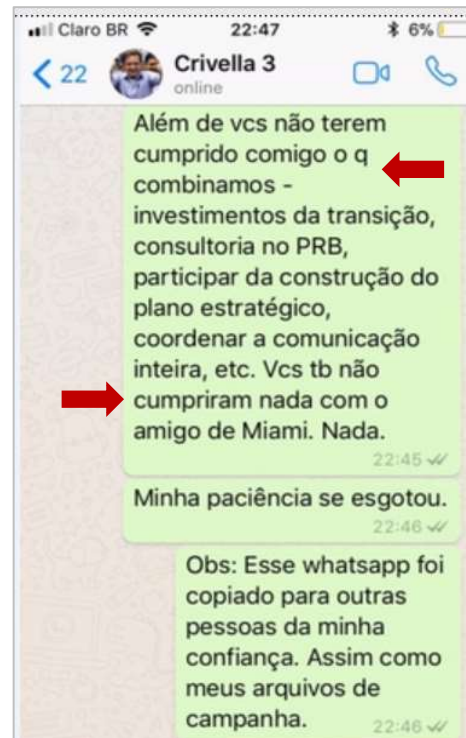 Claro BR 22:47 6%
22 Crivella 3
online
Além de vcs não terem
cumprido comigo o q
combinamos -
investimentos da transição,
consultoria no PRB,
participar da construção do
plano estratégico,
coordenar a comunicação
inteira, etc. Vcs tb não
cumpriram nada com o
amigo de Miami. Nada.
22:45
Minha paciência se esgotou.
22:46
Obs: Esse whatsapp foi
copiado para outras
pessoas da minha
confiança. Assim como
meus arquivos de
campanha.
22:46